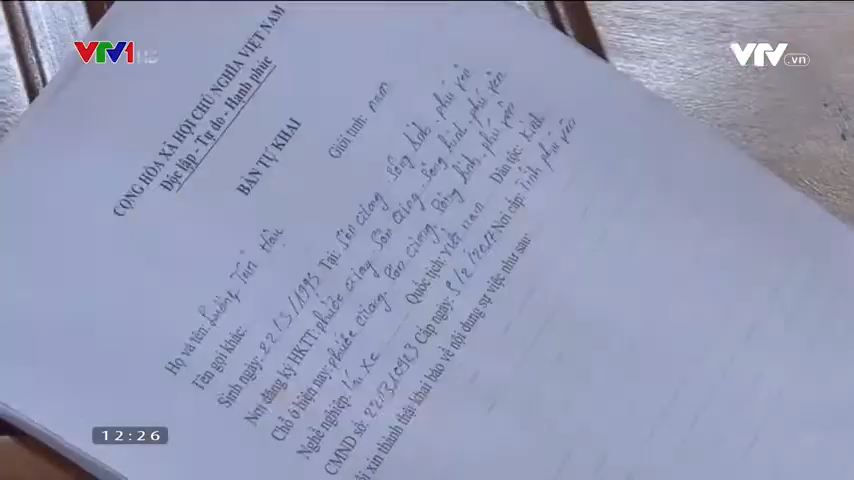 VTV1 HD
VTV.vn
CỘNG HÒA XÃ HỘI CHỦ NGHĨA VIỆT NAM
Độc lập - Tự do - Hạnh phúc
BẢN TỰ KHAI
Họ và tên: Lương Tấn Hậu Giới tính: nam
Tên gọi khác:
Sinh ngày: 22/3/1993 Tại: Sơn Giang - Sông Hinh - phú yên
Nơi đăng ký HKTT: phước Giang - Sơn Giang - Sông hinh - phú yên
Chỗ ở hiện nay: phước Giang - Sơn Giang - Sông hinh - phú yên
Nghề nghiệp: lái xe Quốc tịch: Việt nam Dân tộc: Kinh
CMND số: Cấp ngày: 5/2/2017 Nơi cấp: Tỉnh phú yên
xin thành thật khai báo về nội dung sự việc như sau:
12:26